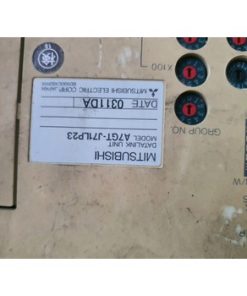 MITSUBISHI
DATALINK UNIT
MODEL A7GT-J71LP23
DATE 0311DA
MITSUBISHI ELECTRIC CORP. JAPAN
GROUP NO.
X100